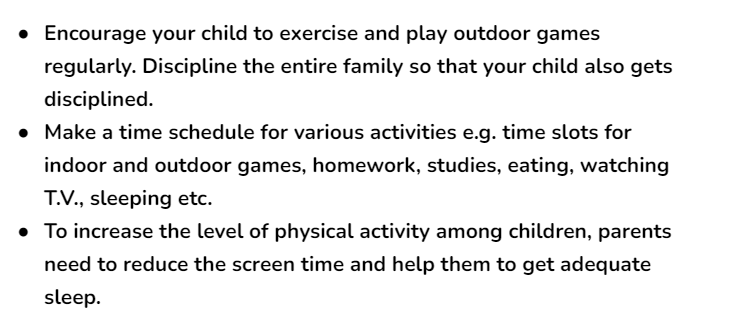 ● Encourage your child to exercise and play outdoor games
regularly. Discipline the entire family so that your child also gets
disciplined.
● Make a time schedule for various activities e.g. time slots for
indoor and outdoor games, homework, studies, eating, watching
T.V., sleeping etc.
● To increase the level of physical activity among children, parents
need to reduce the screen time and help them to get adequate
sleep.